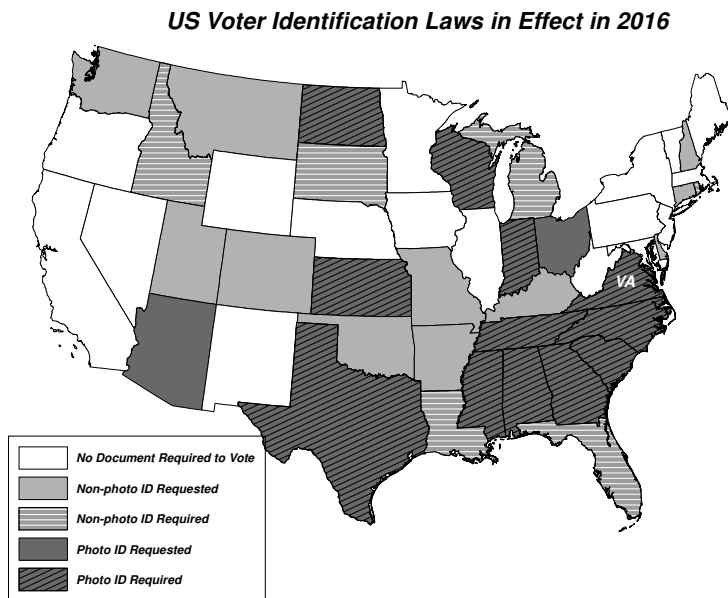 US Voter Identification Laws in Effect in 2016
VA
No Document Required to Vote
Non-photo ID Requested
Non-photo ID Required
Photo ID Requested
Photo ID Required